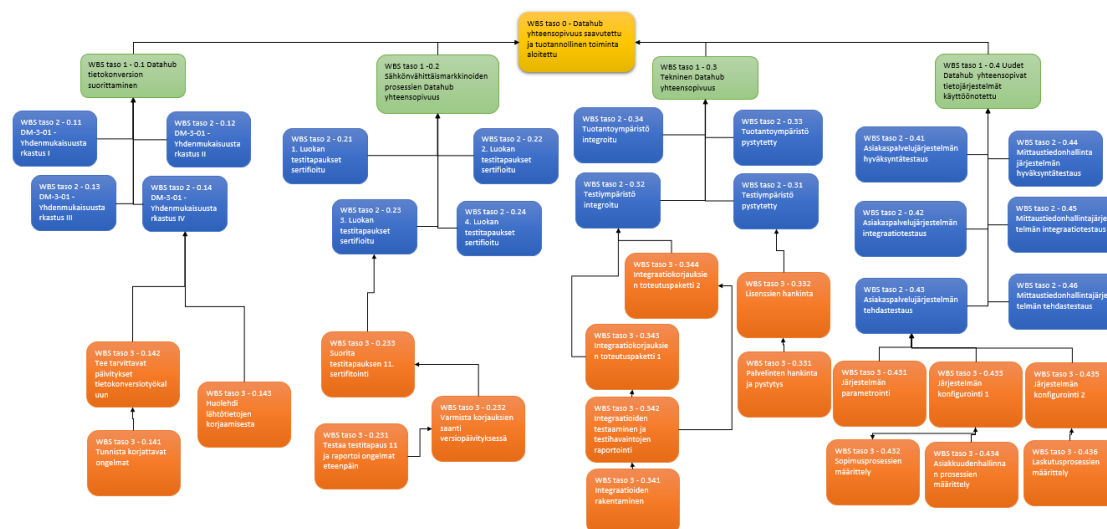 WBS taso 0 - Datahub
yhteensopivuus saavutettu
ja tuotannollinen toiminta
aloitettu
WBS taso 1 - 0.1 Datahub
tietokonversion
suorittaminen
WBS taso 1 -0.2
Sähkönvähittäismarkkinoiden
prosessien Datahub
yhteensopivuus
WBS taso 1 - 0.3
Tekninen Datahub
yhteensopivuus
WBS taso 1 - 0.4 Uudet
Datahub yhteensopivat
tietojärjestelmät
käyttöönotettu
WBS taso 2 - 0.11
DM-3-01 -
Yhdenmukaisuusta
rkastus I
WBS taso 2 - 0.12
DM-3-01 -
Yhdenmukaisuusta
rkastus II
WBS taso 2 - 0.13
DM-3-01 -
Yhdenmukaisuusta
rkastus III
WBS taso 2 - 0.14
DM-3-01 -
Yhdenmukaisuusta
rkastus IV
WBS taso 2 - 0.21
1. Luokan
testitapaukset
sertifioitu
WBS taso 2 - 0.22
2. Luokan
testitapaukset
sertifioitu
WBS taso 2 - 0.23
3. Luokan
testitapaukset
sertifioitu
WBS taso 2 - 0.24
4. Luokan
testitapaukset
sertifioitu
WBS taso 2 - 0.34
Tuotantoympäristö
integroitu
WBS taso 2 - 0.33
Tuotantoympäristö
pystytetty
WBS taso 2 - 0.32
Testiympäristö
integroitu
WBS taso 2 - 0.31
Testiympäristö
pystytetty
WBS taso 2 - 0.41
Asiakaspalvelujärjestelmän
hyväksyntätestaus
WBS taso 2 - 0.44
Mittaustiedonhallinta
järjestelmän
hyväksyntätestaus
WBS taso 2 - 0.42
Asiakaspalvelujärjestelmän
integraatiotestaus
WBS taso 2 - 0.45
Mittaustiedonhallintajärjes
telmän integraatiotestaus
WBS taso 2 - 0.43
Asiakaspalvelujärjestelmän
tehdastestaus
WBS taso 2 - 0.46
Mittaustiedonhallintajärjes
telmän tehdastestaus
WBS taso 3 - 0.142
Tee tarvittavat
päivitykset
tietokonversiotyökal
uun
WBS taso 3 - 0.143
Huolehdi
lähtötietojen
korjaamisesta
WBS taso 3 - 0.141
Tunnista korjattavat
ongelmat
WBS taso 3 - 0.233
Suorita
testitapauksen 11.
sertifitointi
WBS taso 3 - 0.232
Varmista korjauksien
saanti
versiopäivityksessä
WBS taso 3 - 0.231
Testaa testitapaus 11
ja raportoi ongelmat
eteenpäin
WBS taso 3 - 0.344
Integraatiokorjauksie
n toteutuspaketti 2
WBS taso 3 - 0.343
Integraatiokorjauksie
n toteutuspaketti 1
WBS taso 3 - 0.342
Integraatioiden
testaaminen ja
testihavaintojen
raportointi
WBS taso 3 - 0.341
Integraatioiden
rakentaminen
WBS taso 3 - 0.332
Lisenssien hankinta
WBS taso 3 - 0.331
Palvelinten hankinta
ja pystytys
WBS taso 3 - 0.431
Järjestelmän
parametrointi
WBS taso 3 - 0.433
Järjestelmän
konfigurointi 1
WBS taso 3 - 0.435
Järjestelmän
konfigurointi 2
WBS taso 3 - 0.432
Sopimusprosessien
määrittely
WBS taso 3 - 0.434
Asiakkuudenhallinna
n prosessien
määrittely
WBS taso 3 - 0.436
Laskutusprosessien
määrittely